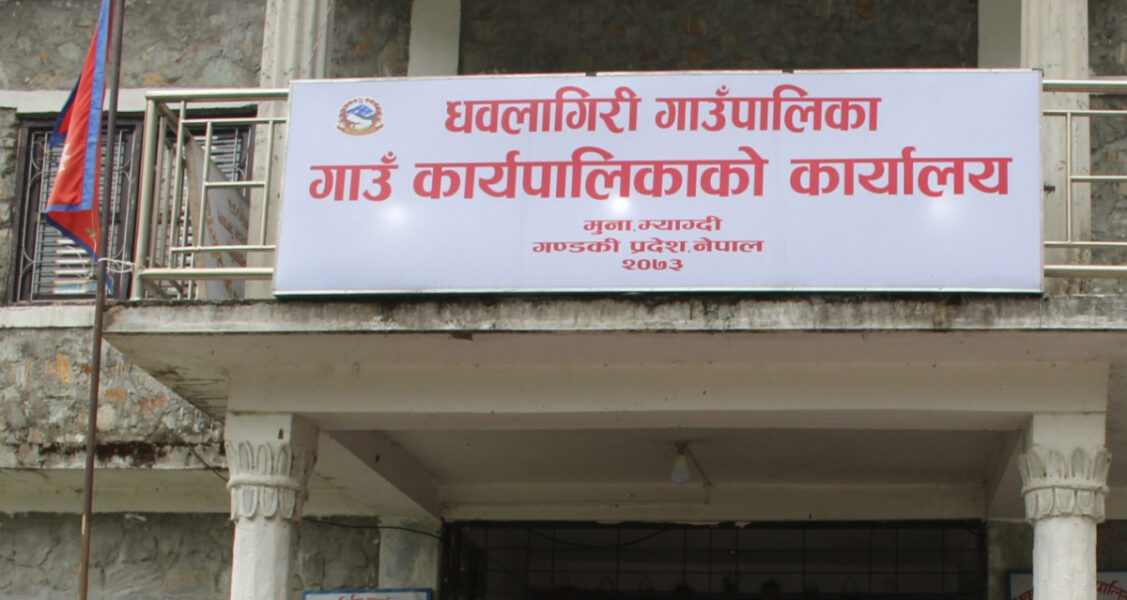 धवलागिरी गाउँपालिका
गाउँ कार्यपालिकाको कार्यालय
मुना, म्याग्दी
गण्डकी प्रदेश, नेपाल
२०७३